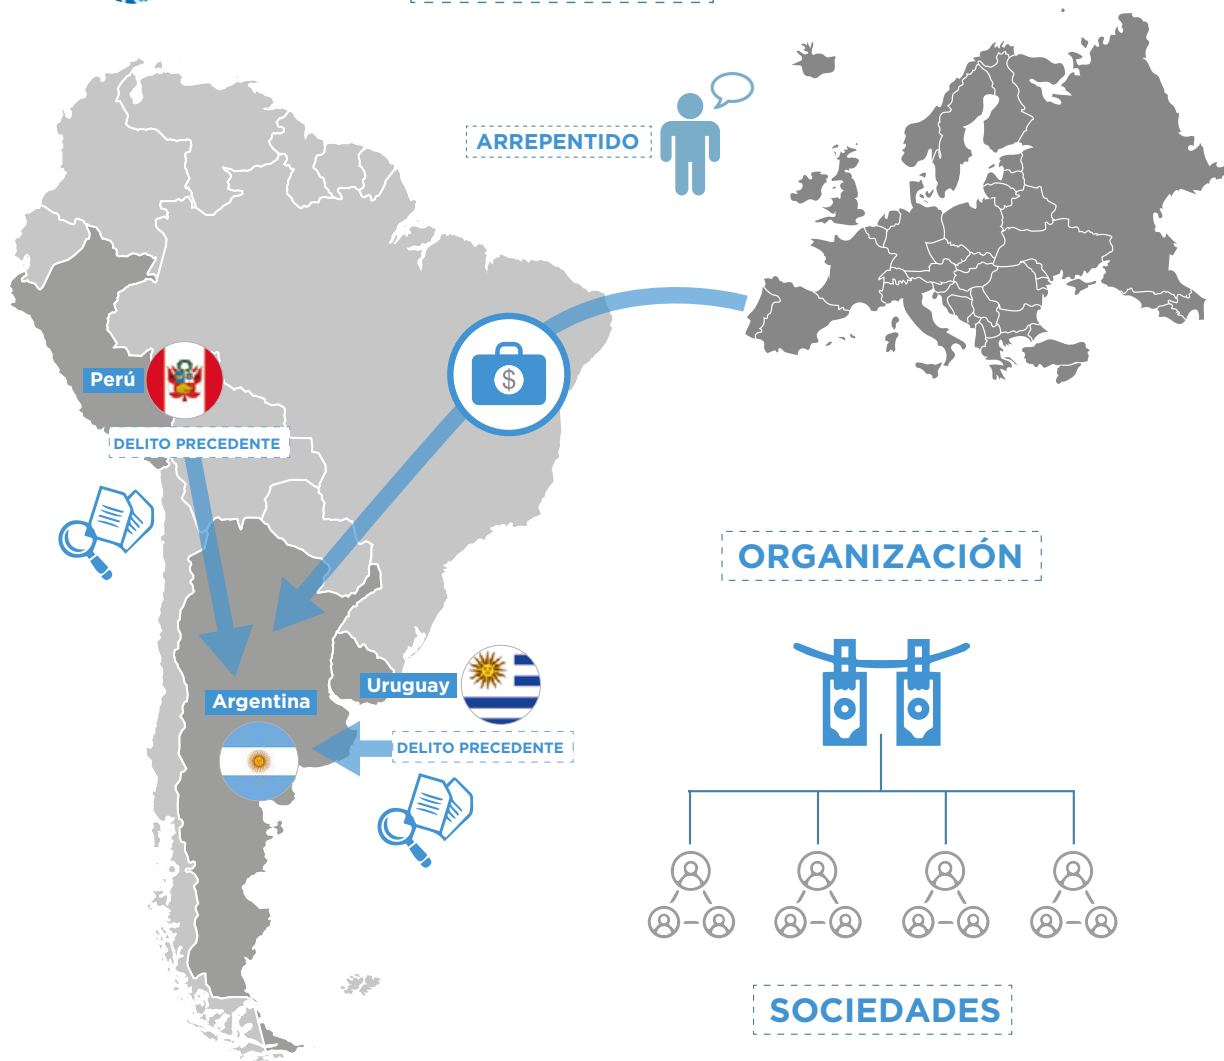 ARREPENTIDO
Perú
DELITO PRECEDENTE
$
ORGANIZACIÓN
Uruguay
Argentina
DELITO PRECEDENTE
SOCIEDADES